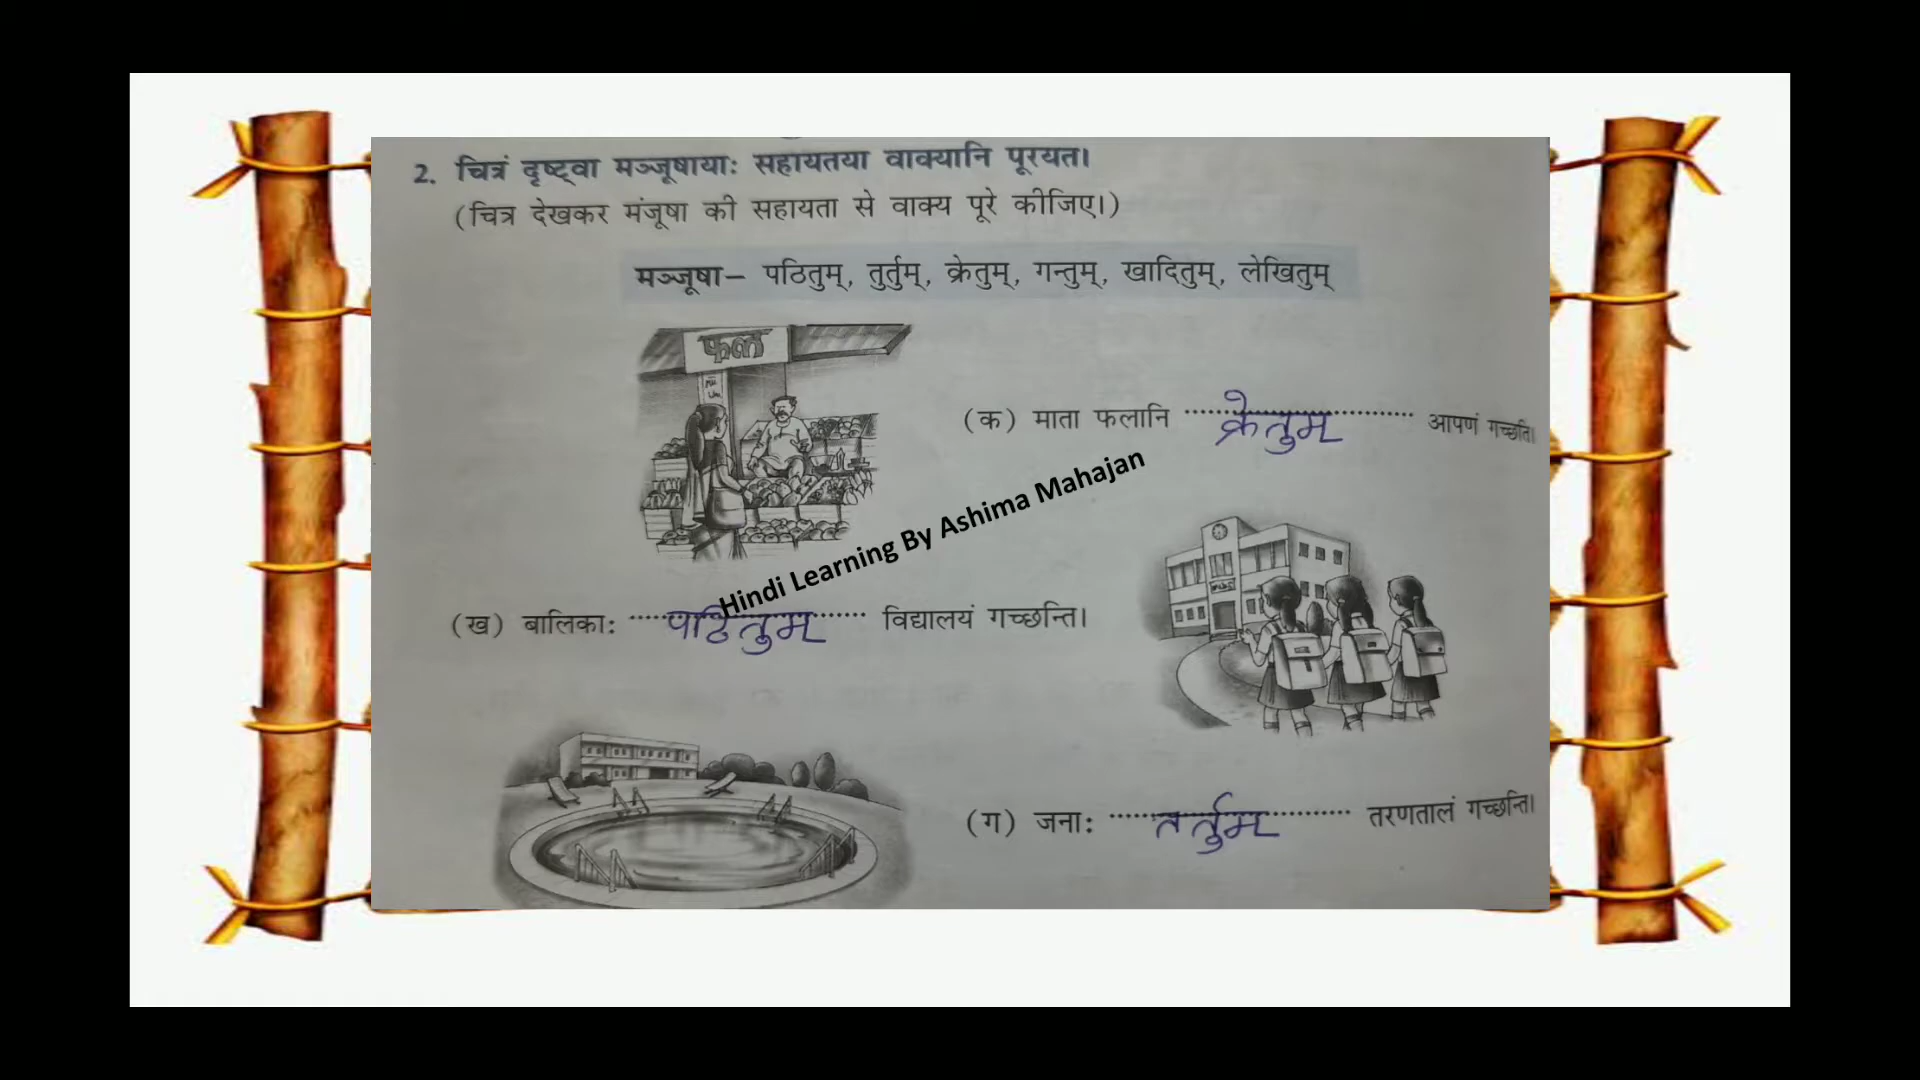 2. चित्रं दृष्ट्वा मञ्जूषायाः सहायतया वाक्यानि पूरयत।
(चित्र देखकर मंजूषा की सहायता से वाक्य पूरे कीजिए।)
मञ्जूषा– पठितुम्, तुर्तुम्, क्रेतुम्, गन्तुम्, खादितुम्, लेखितुम्
फल
(क) माता फलानि क्रेतुम् आपणं गच्छति।
Hindi Learning By Ashima Mahajan
(ख) बालिकाः पठितुम् विद्यालयं गच्छन्ति।
(ग) जनाः तर्तुम् तरणतालं गच्छन्ति।